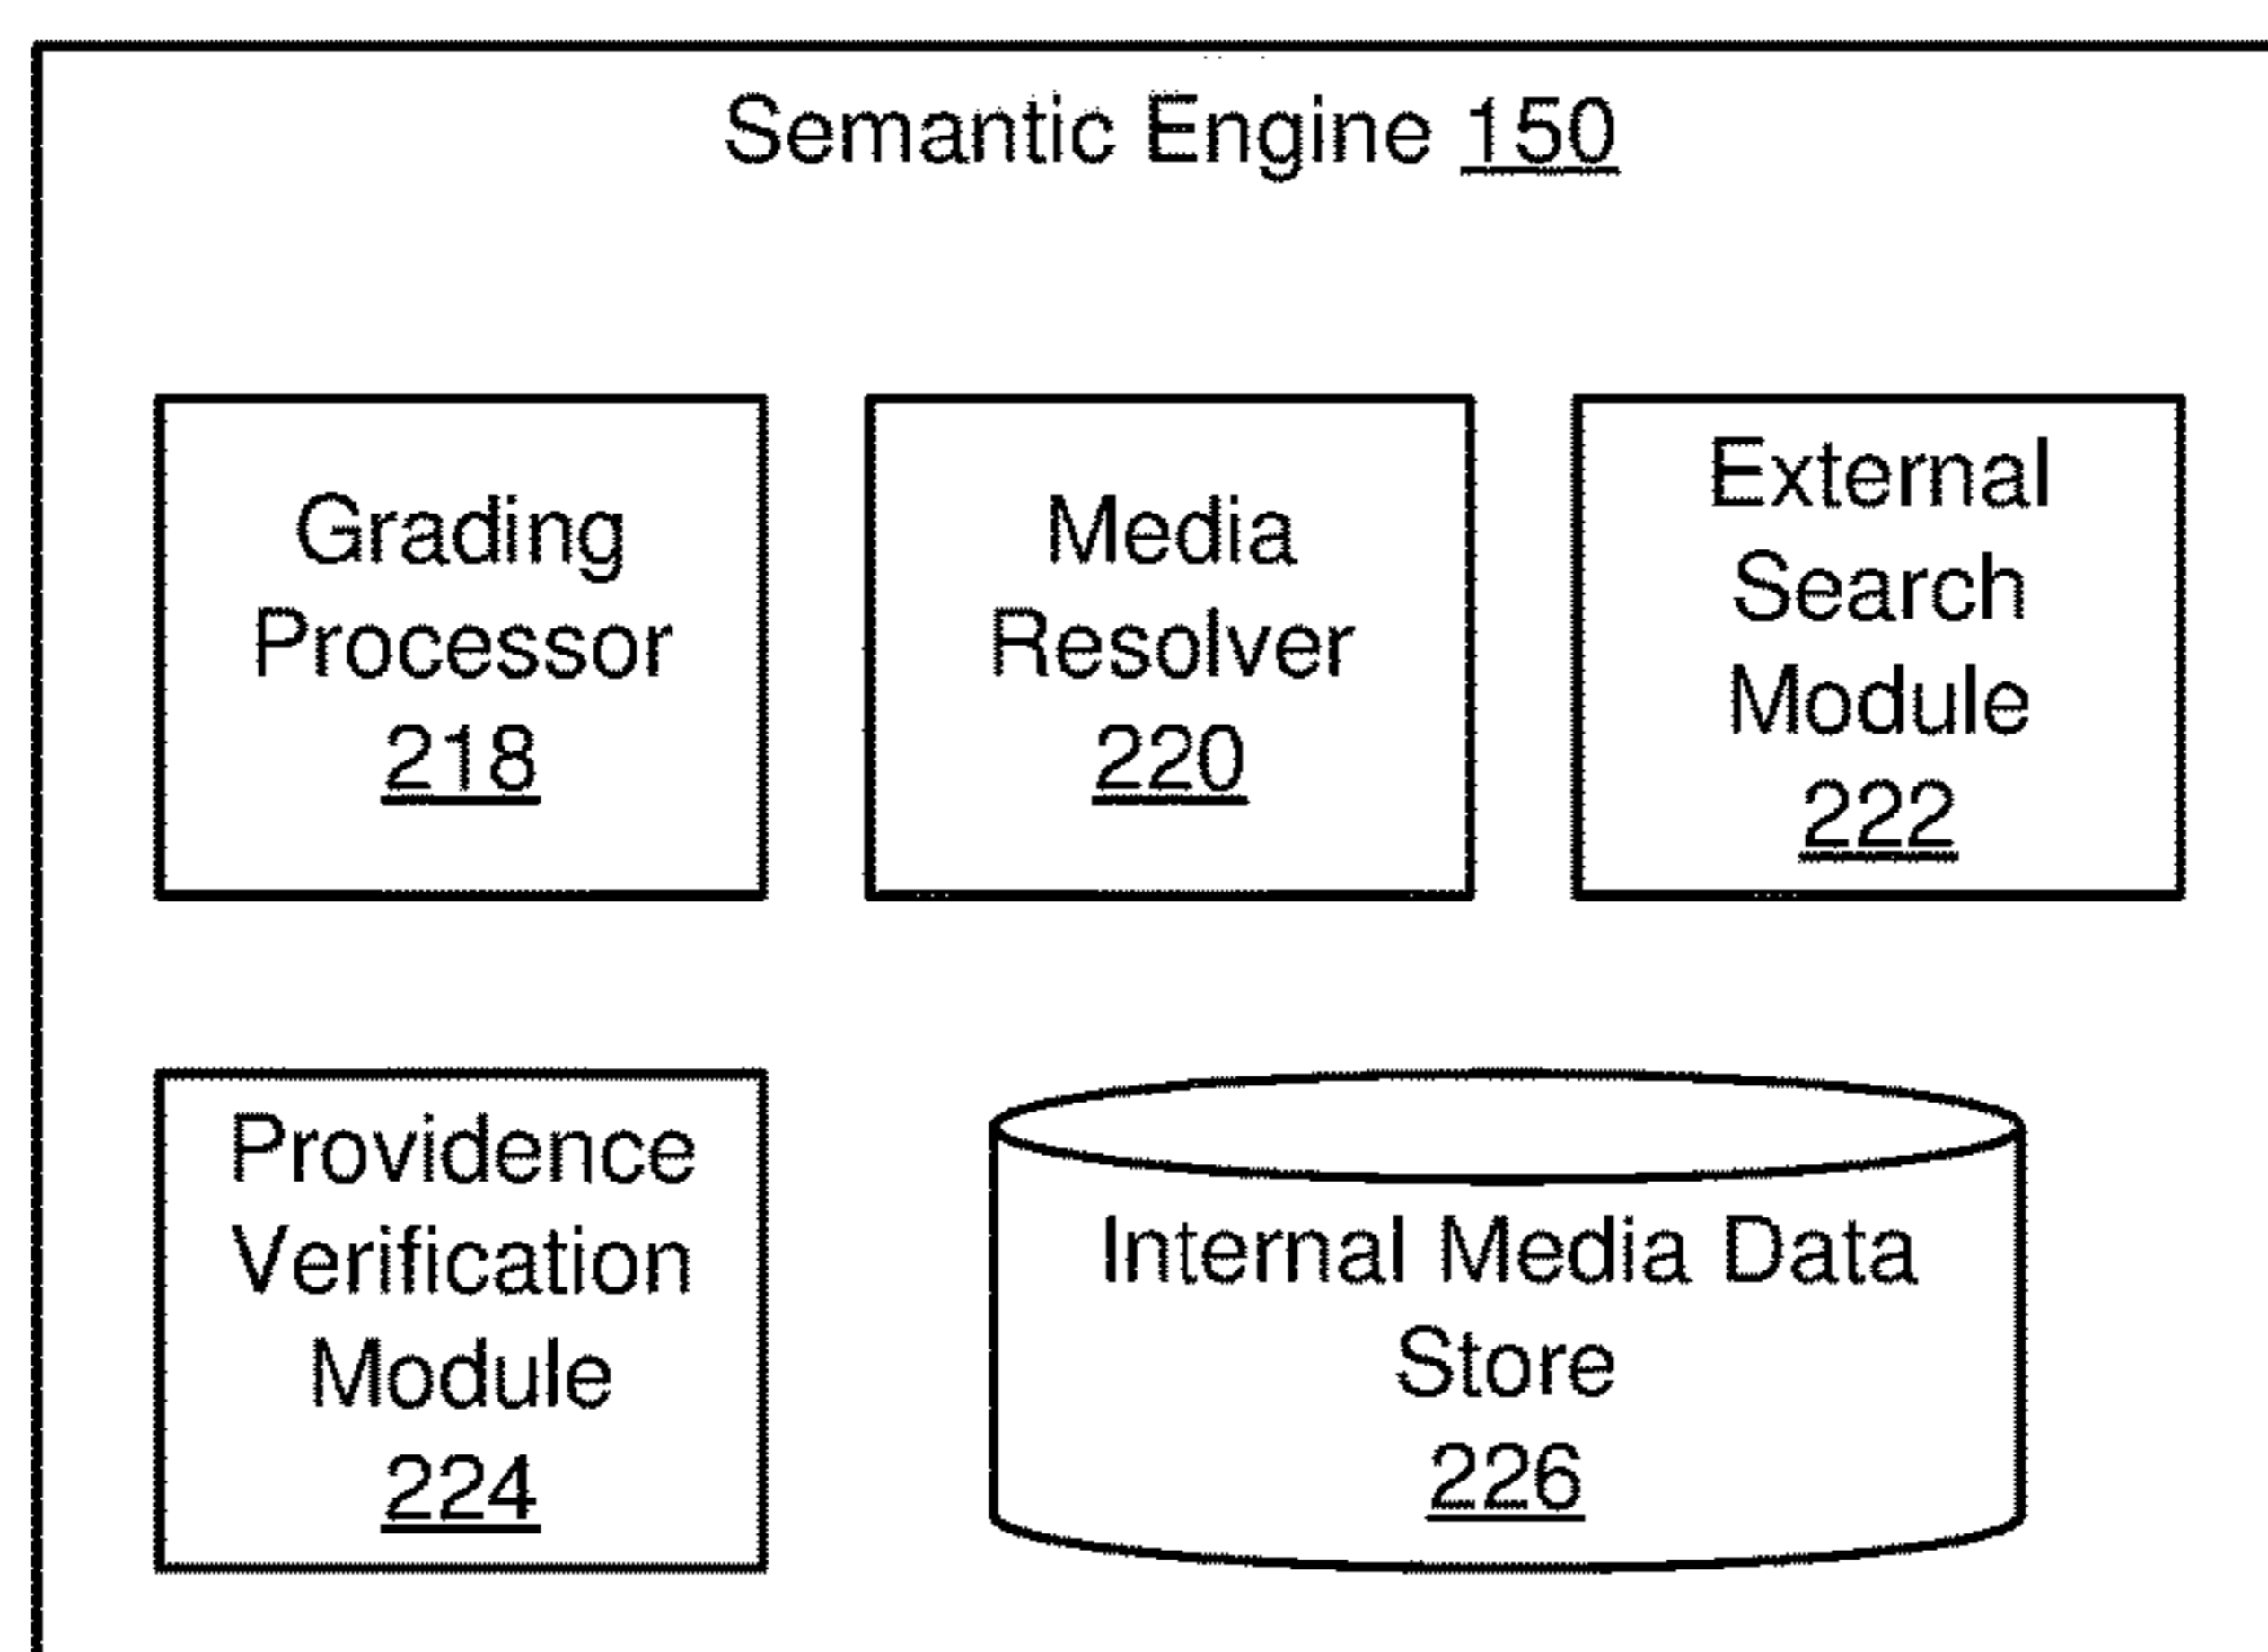 Semantic Engine 150
Grading
Processor
218
Media
Resolver
220
External
Search
Module
222
Providence
Verification
Module
224
Internal Media Data
Store
226